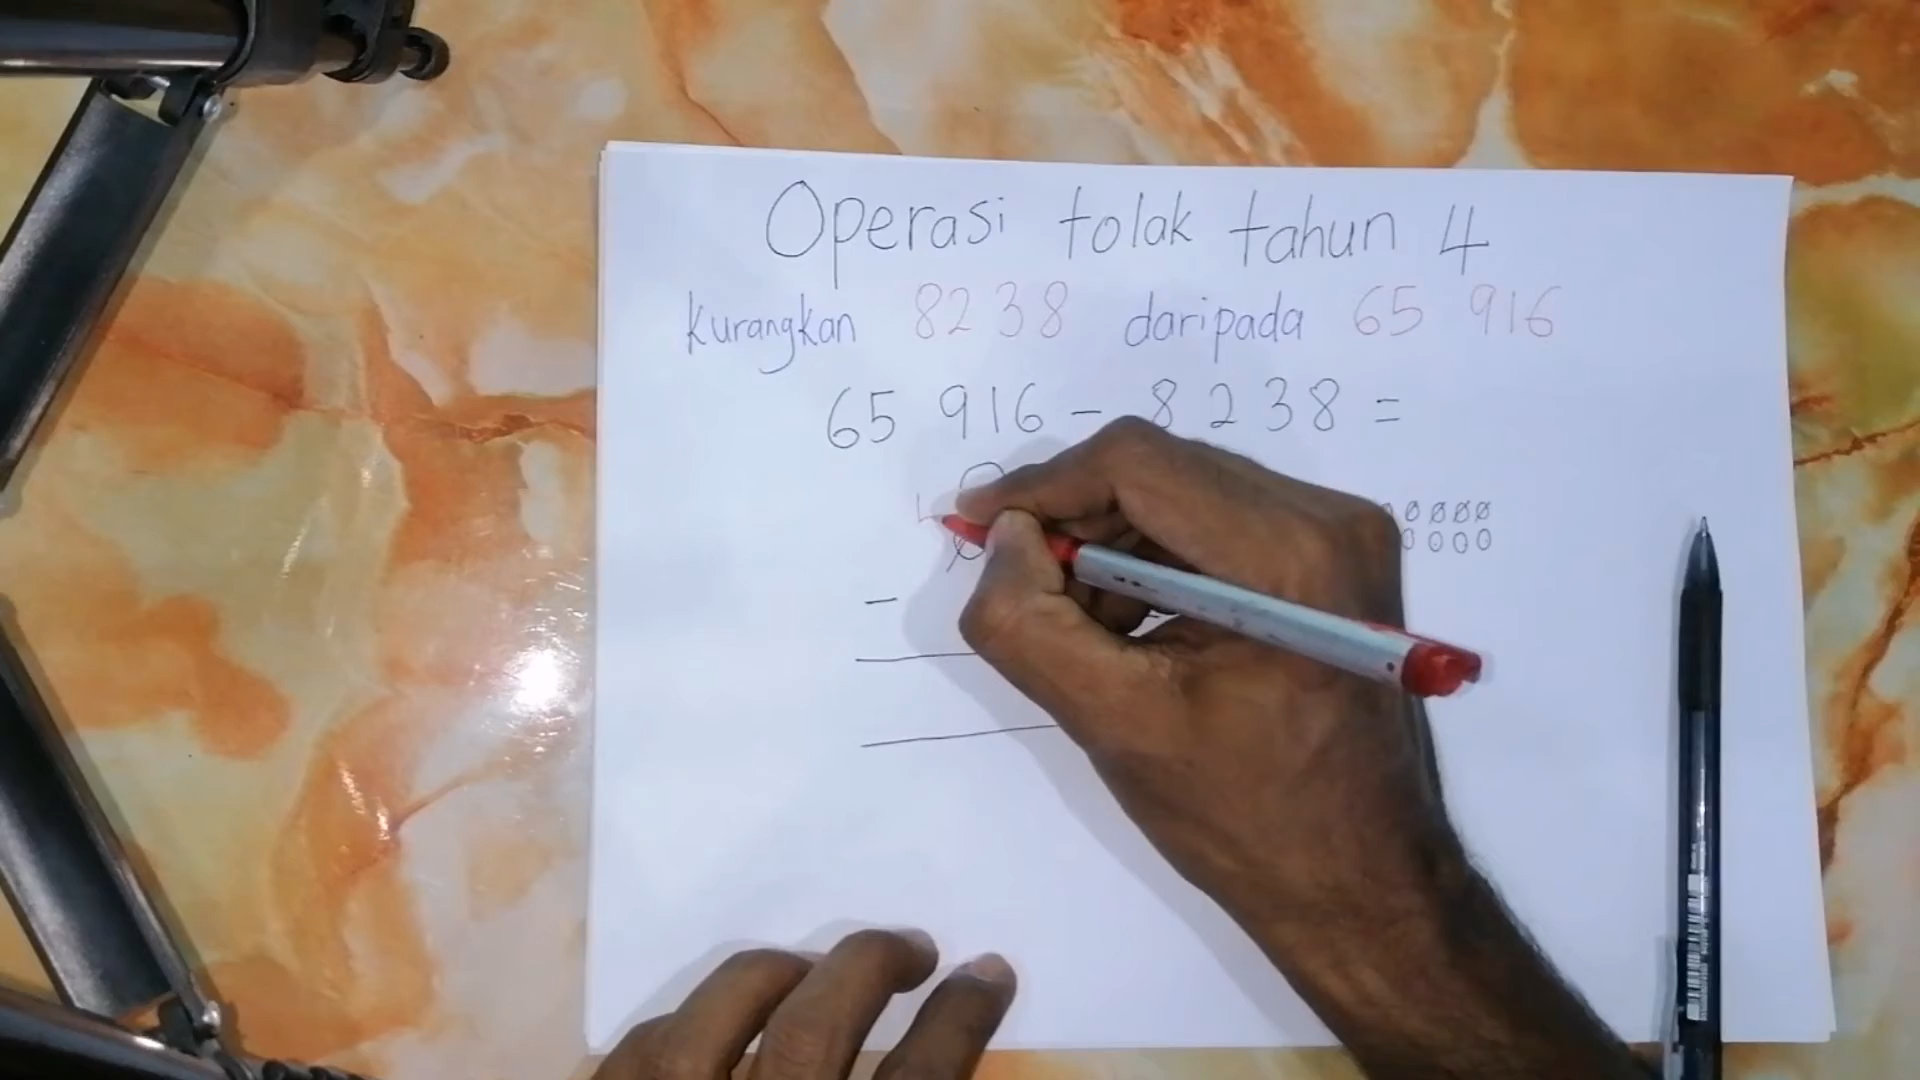 Operasi tolak tahun 4
Kurangkan 8238 daripada 65 916
65 916 - 8 238 =
-